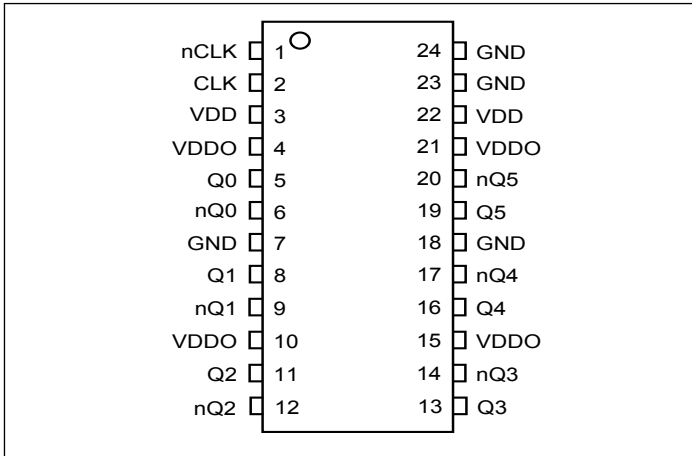 nCLK 1 24 GND
CLK 2 23 GND
VDD 3 22 VDD
VDDO 4 21 VDDO
Q0 5 20 nQ5
nQ0 6 19 Q5
GND 7 18 GND
Q1 8 17 nQ4
nQ1 9 16 Q4
VDDO 10 15 VDDO
Q2 11 14 nQ3
nQ2 12 13 Q3